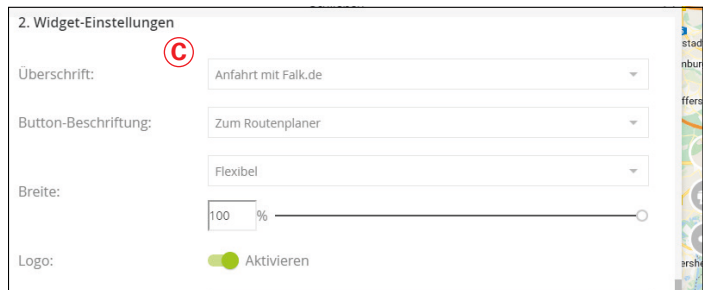 2. Widget-Einstellungen
C
Überschrift: Anfahrt mit Falk.de
Button-Beschriftung: Zum Routenplaner
Flexibel
Breite:
100 %
Logo: Aktivieren